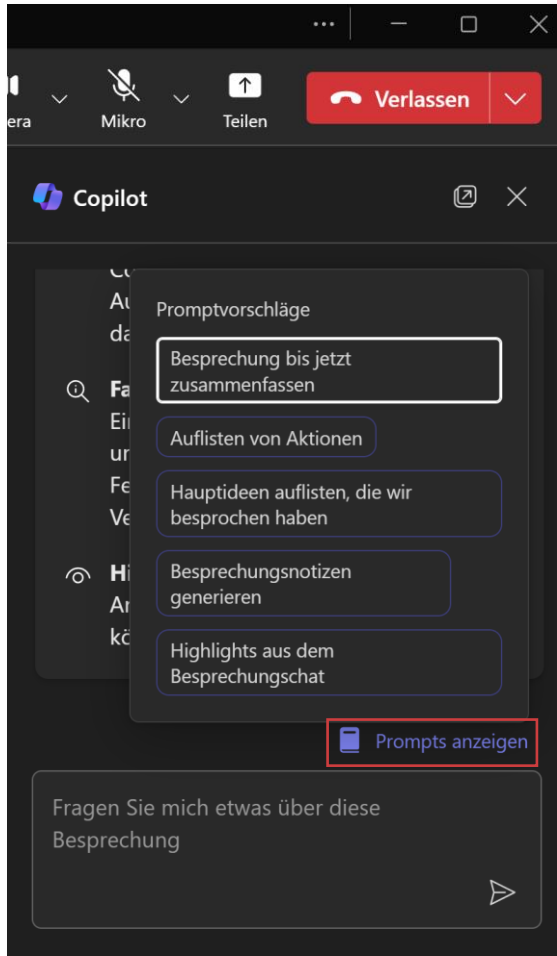 Mikro
Teilen
Verlassen
Copilot
Promptvorschläge
Besprechung bis jetzt
zusammenfassen
Auflisten von Aktionen
Hauptideen auflisten, die wir
besprochen haben
Besprechungsnotizen
generieren
Highlights aus dem
Besprechungschat
Prompts anzeigen
Fragen Sie mich etwas über diese
Besprechung